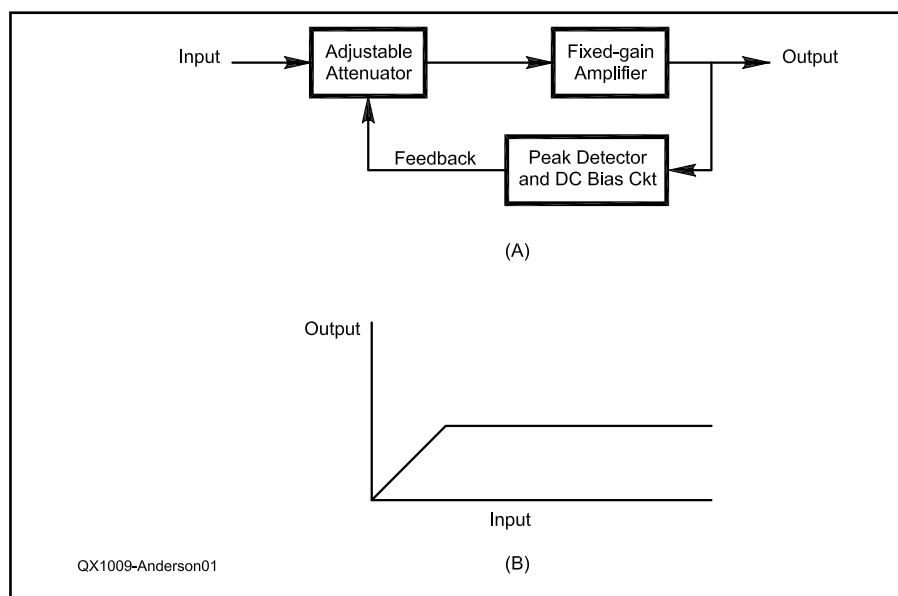 Input
Adjustable
Attenuator
Fixed-gain
Amplifier
Output
Feedback
Peak Detector
and DC Bias Ckt
(A)
Output
Input
QX1009-Anderson01
(B)